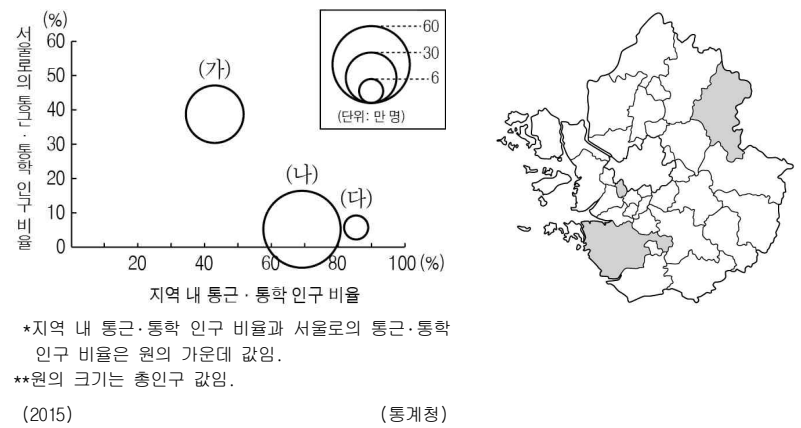 (%)
서울로의 통근·통학 인구 비율
60
50
40
30
20
10
0
(가)
(나)
(다)
60
30
6
(단위: 만 명)
20 40 60 80 100 (%)
지역 내 통근·통학 인구 비율
*지역 내 통근·통학 인구 비율과 서울로의 통근·통학
인구 비율은 원의 가운데 값임.
**원의 크기는 총인구 값임.
(2015) (통계청)